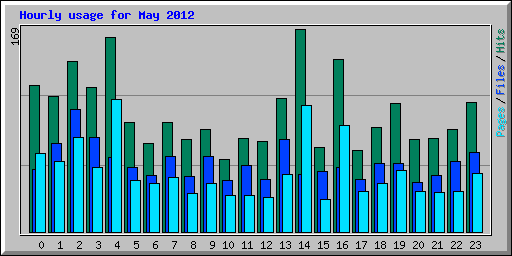 Hourly usage for May 2012
169
Pages/Files/Hits
0 1 2 3 4 5 6 7 8 9 10 11 12 13 14 15 16 17 18 19 20 21 22 23